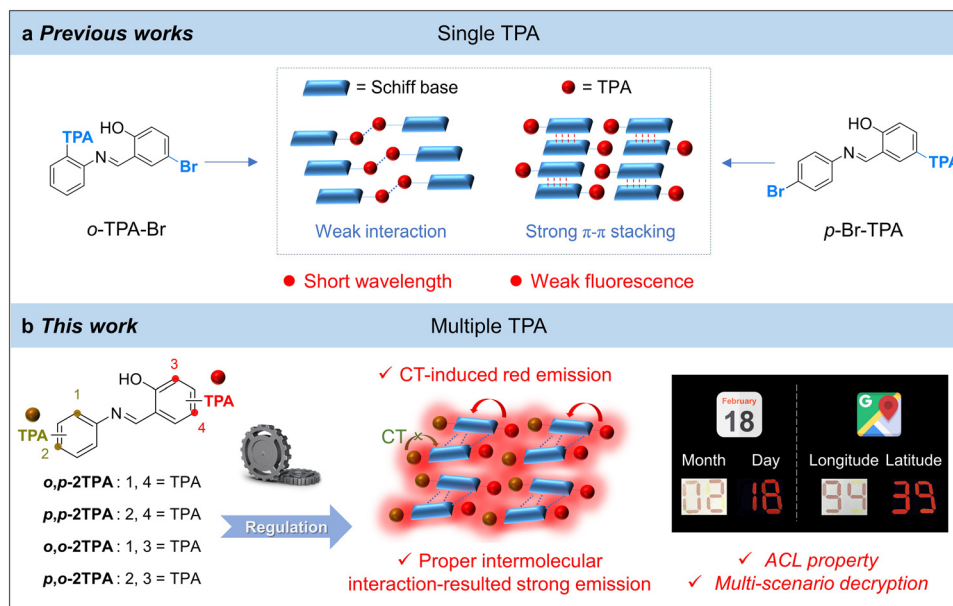 a Previous works
Single TPA
= Schiff base
= TPA
TPA
HO
N
Br
o-TPA-Br
Weak interaction
Strong π-π stacking
HO
N
TPA
Br
p-Br-TPA
Short wavelength
Weak fluorescence
b This work
Multiple TPA
3
HO
TPA
1
N
4
TPA
2
o,p-2TPA : 1, 4 = TPA
p,p-2TPA : 2, 4 = TPA
o,o-2TPA : 1, 3 = TPA
p,o-2TPA : 2, 3 = TPA
Regulation
✓ CT-induced red emission
CT
×
✓ Proper intermolecular
interaction-resulted strong emission
February
18
G
Month
Day
Longitude
Latitude
02
18
94
39
✓ ACL property
✓ Multi-scenario decryption